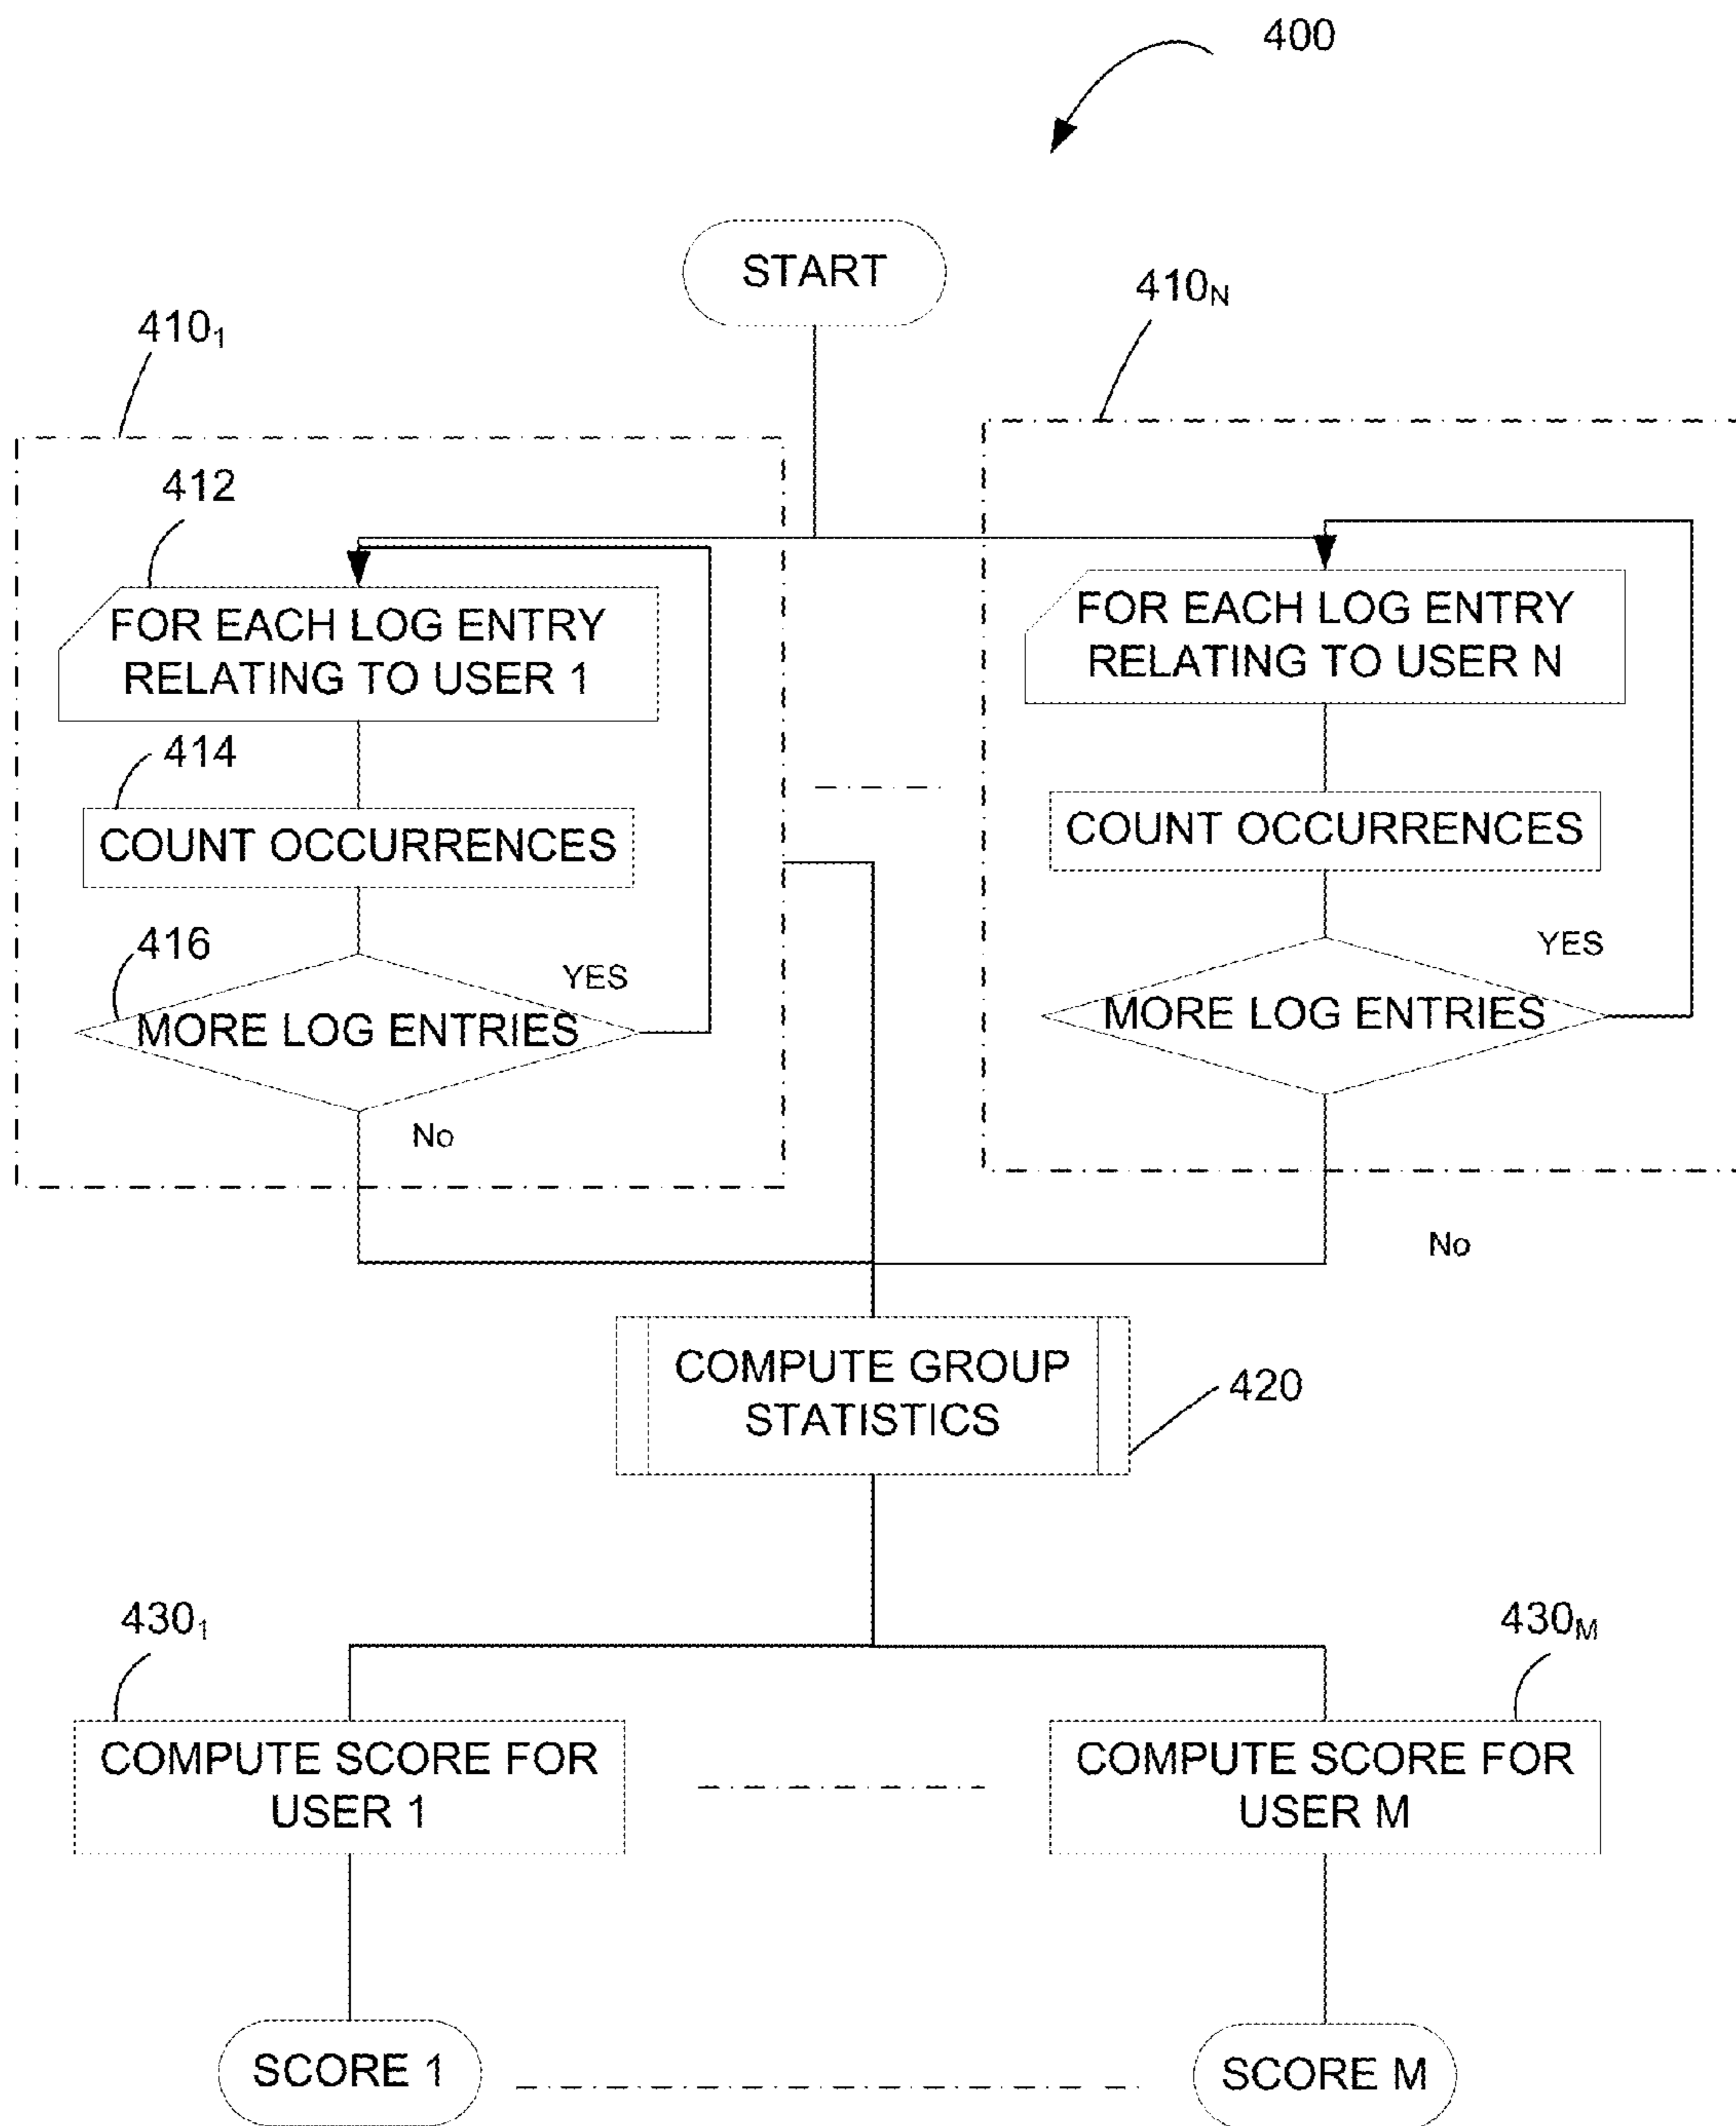 400
START
410₁
410N
412
FOR EACH LOG ENTRY
RELATING TO USER 1
FOR EACH LOG ENTRY
RELATING TO USER N
414
COUNT OCCURRENCES
COUNT OCCURRENCES
416
YES
MORE LOG ENTRIES
YES
MORE LOG ENTRIES
No
No
COMPUTE GROUP
STATISTICS
420
430₁
430M
COMPUTE SCORE FOR
USER 1
COMPUTE SCORE FOR
USER M
SCORE 1
SCORE M